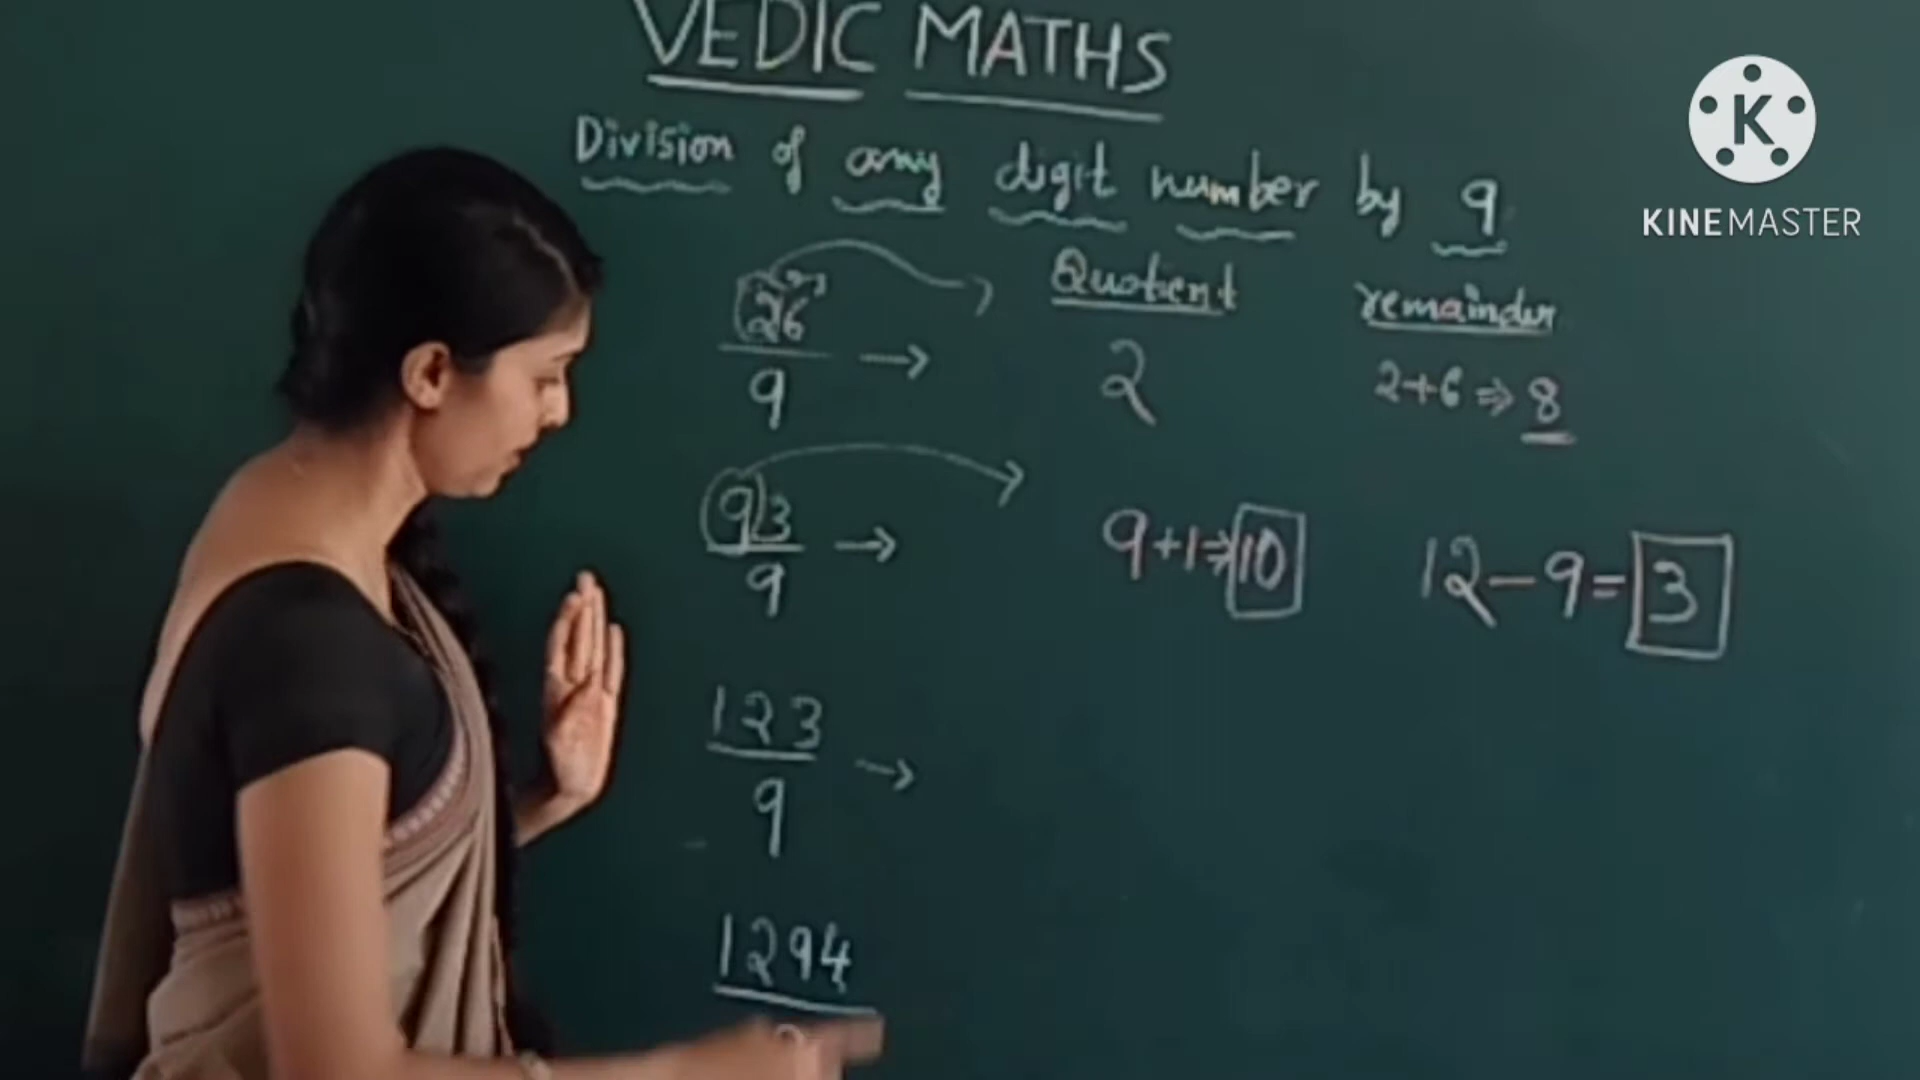 VEDIC MATHS
Division of any digit number by 9
Quotient remainder
26
9 → 2 2+6 ⇒ 8
93
9 → 9+1 ⇒ 10 12-9=3
123
9 →
1294
K
KINEMASTER